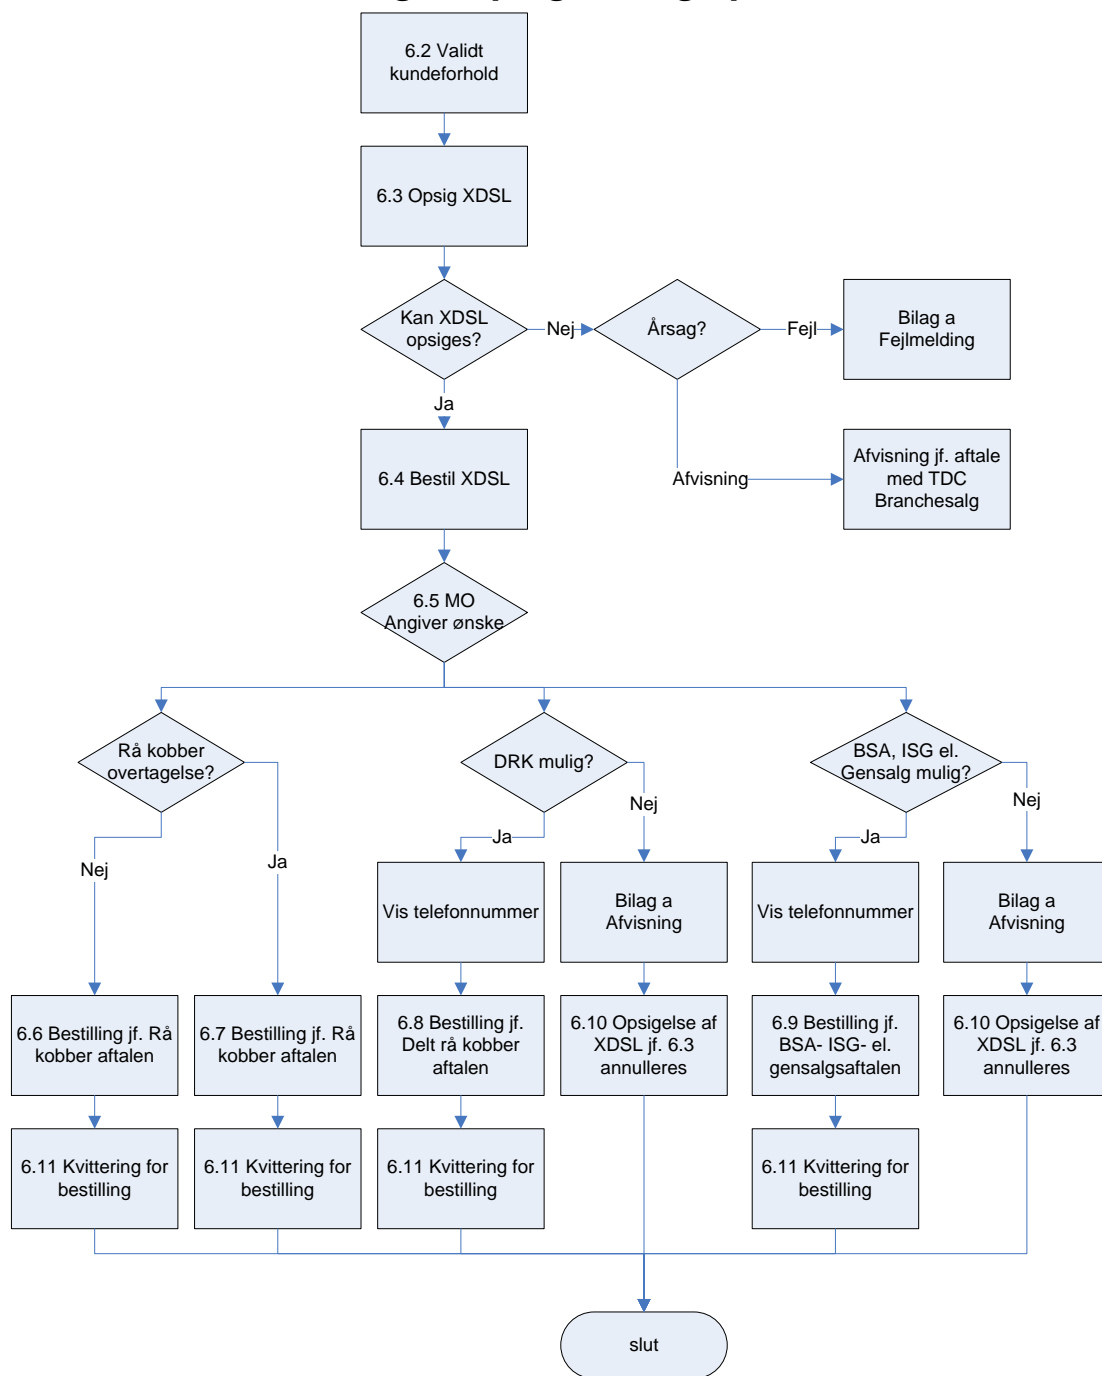 6.2 Validt
kundeforhold
6.3 Opsig XDSL
Kan XDSL
opsiges?
Nej
Årsag?
Fejl
Bilag a
Fejlmelding
Ja
Afvisning
Afvisning jf. aftale
med TDC
Branchesalg
6.4 Bestil XDSL
6.5 MO
Angiver ønske
Rå kobber
overtagelse?
DRK mulig?
BSA, ISG el.
Gensalg mulig?
Nej
Ja
Ja
Nej
Ja
Nej
Vis telefonnummer
Bilag a
Afvisning
Vis telefonnummer
Bilag a
Afvisning
6.6 Bestilling jf. Rå
kobber aftalen
6.7 Bestilling jf. Rå
kobber aftalen
6.8 Bestilling jf.
Delt rå kobber
aftalen
6.10 Opsigelse af
XDSL jf. 6.3
annulleres
6.9 Bestilling jf.
BSA- ISG- el.
gensalgsaftalen
6.10 Opsigelse af
XDSL jf. 6.3
annulleres
6.11 Kvittering for
bestilling
6.11 Kvittering for
bestilling
6.11 Kvittering for
bestilling
6.11 Kvittering for
bestilling
slut